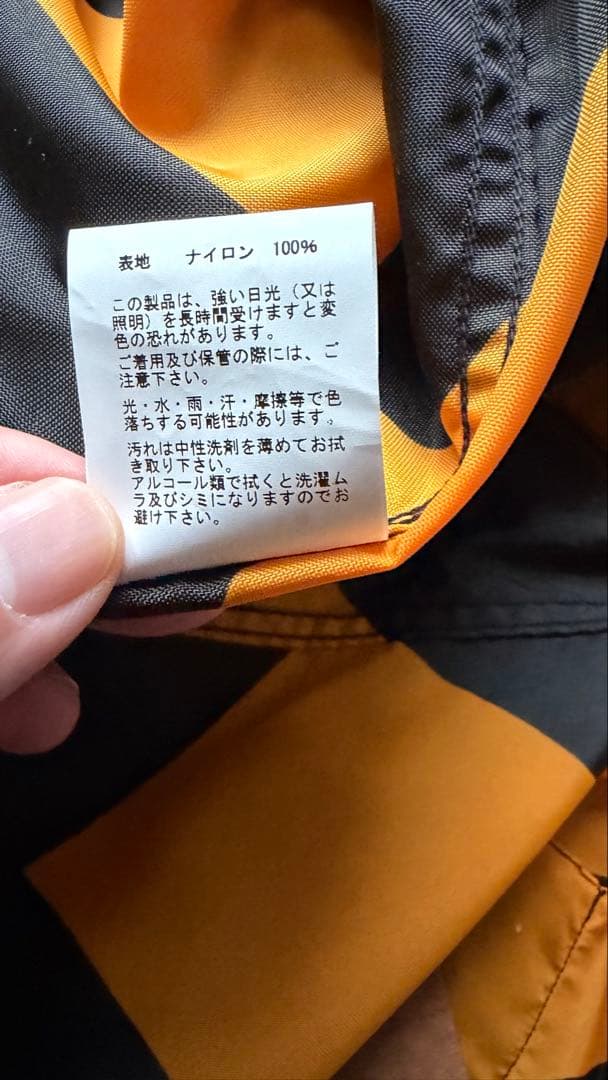 表地 ナイロン 100%
この製品は、強い日光（又は
照明）を長時間受けますと変
色の恐れがあります。
ご着用及び保管の際には、ご
注意下さい。
光・水・雨・汗・摩擦等で色
落ちする可能性があります。
汚れは中性洗剤を薄めてお拭
き取り下さい。
アルコール類で拭くと洗濯ム
ラ及びシミになりますのでお
避け下さい。